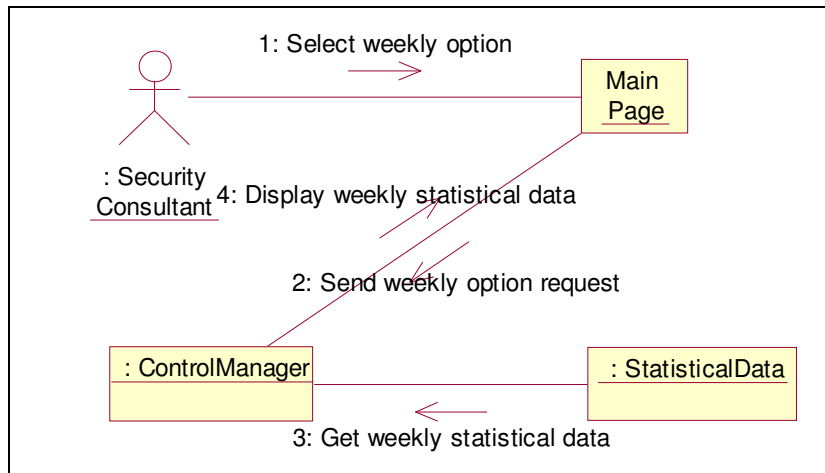 1: Select weekly option
Main
Page
: Security
Consultant
4: Display weekly statistical data
2: Send weekly option request
: ControlManager
: StatisticalData
3: Get weekly statistical data